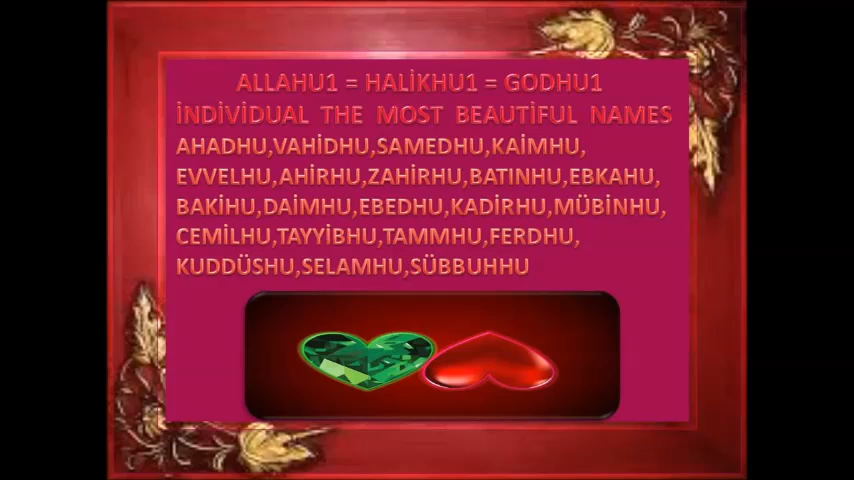 ALLAHU1 = HALİKHU1 = GODHU1
İNDİVİDUAL THE MOST BEAUTİFUL NAMES
AHADHU,VAHİDHU,SAMEDHU,KAİMHU,
EVVELHU,AHİRHU,ZAHİRHU,BATINHU,EBKAHU,
BAKİHU,DAİMHU,EBEDHU,KADİRHU,MÜBİNHU,
CEMİLHU,TAYYİBHU,TAMMHU,FERDHU,
KUDDÜSHU,SELAMHU,SÜBBUHHU